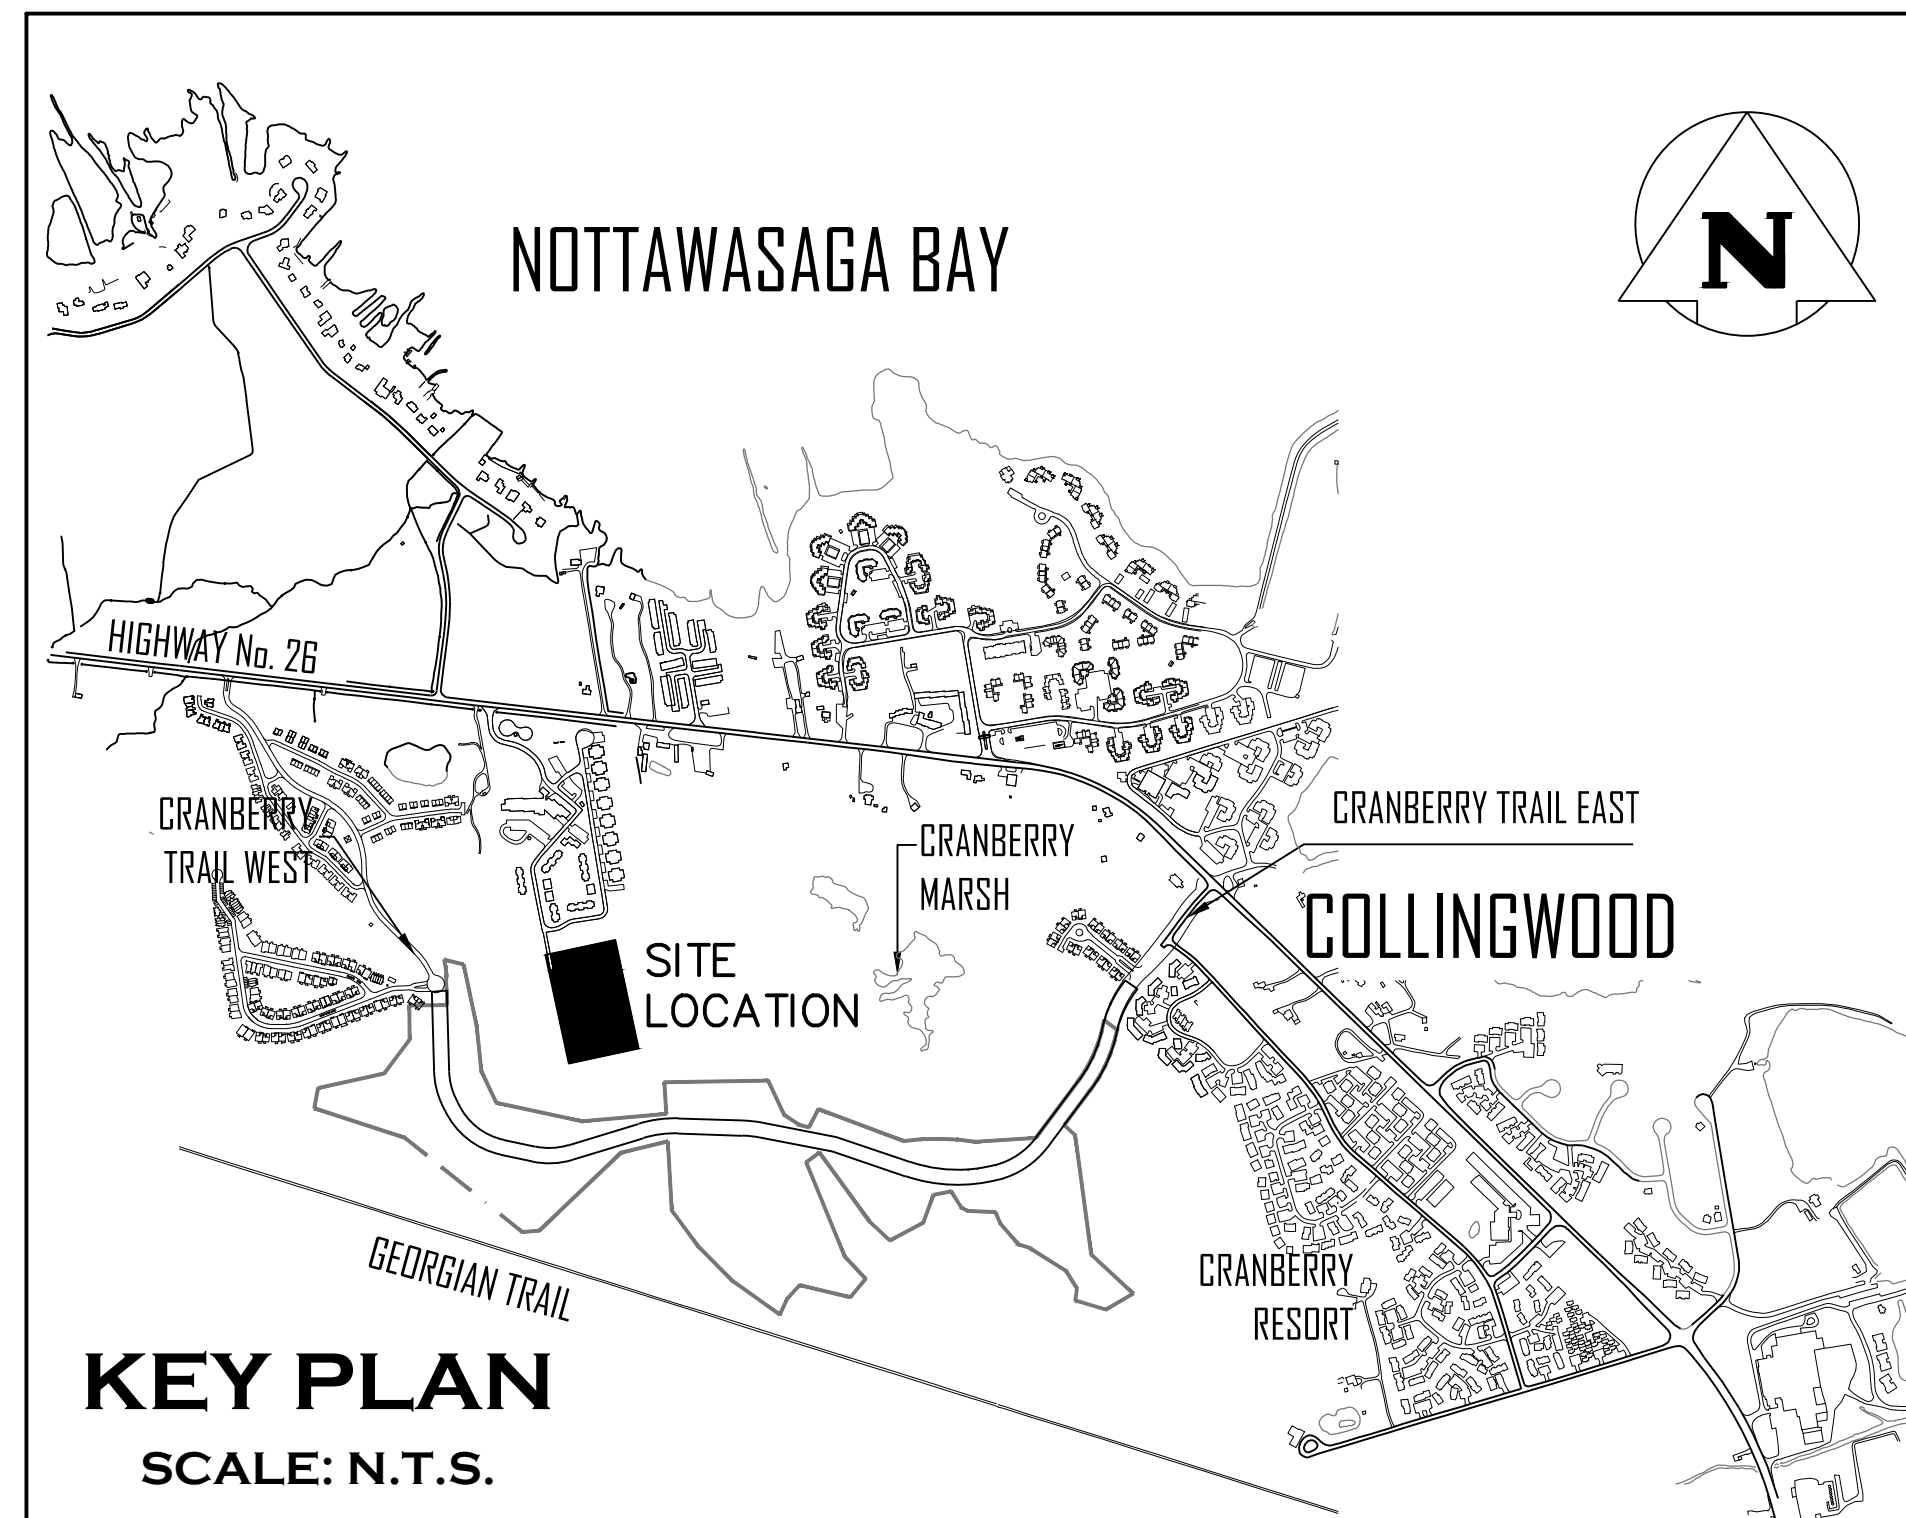 N
NOTTAWASAGA BAY
HIGHWAY No. 26
CRANBERRY
TRAIL WEST
CRANBERRY TRAIL EAST
CRANBERRY
MARSH
COLLINGWOOD
SITE
LOCATION
GEORGIAN TRAIL
CRANBERRY
RESORT
KEY PLAN
SCALE: N.T.S.